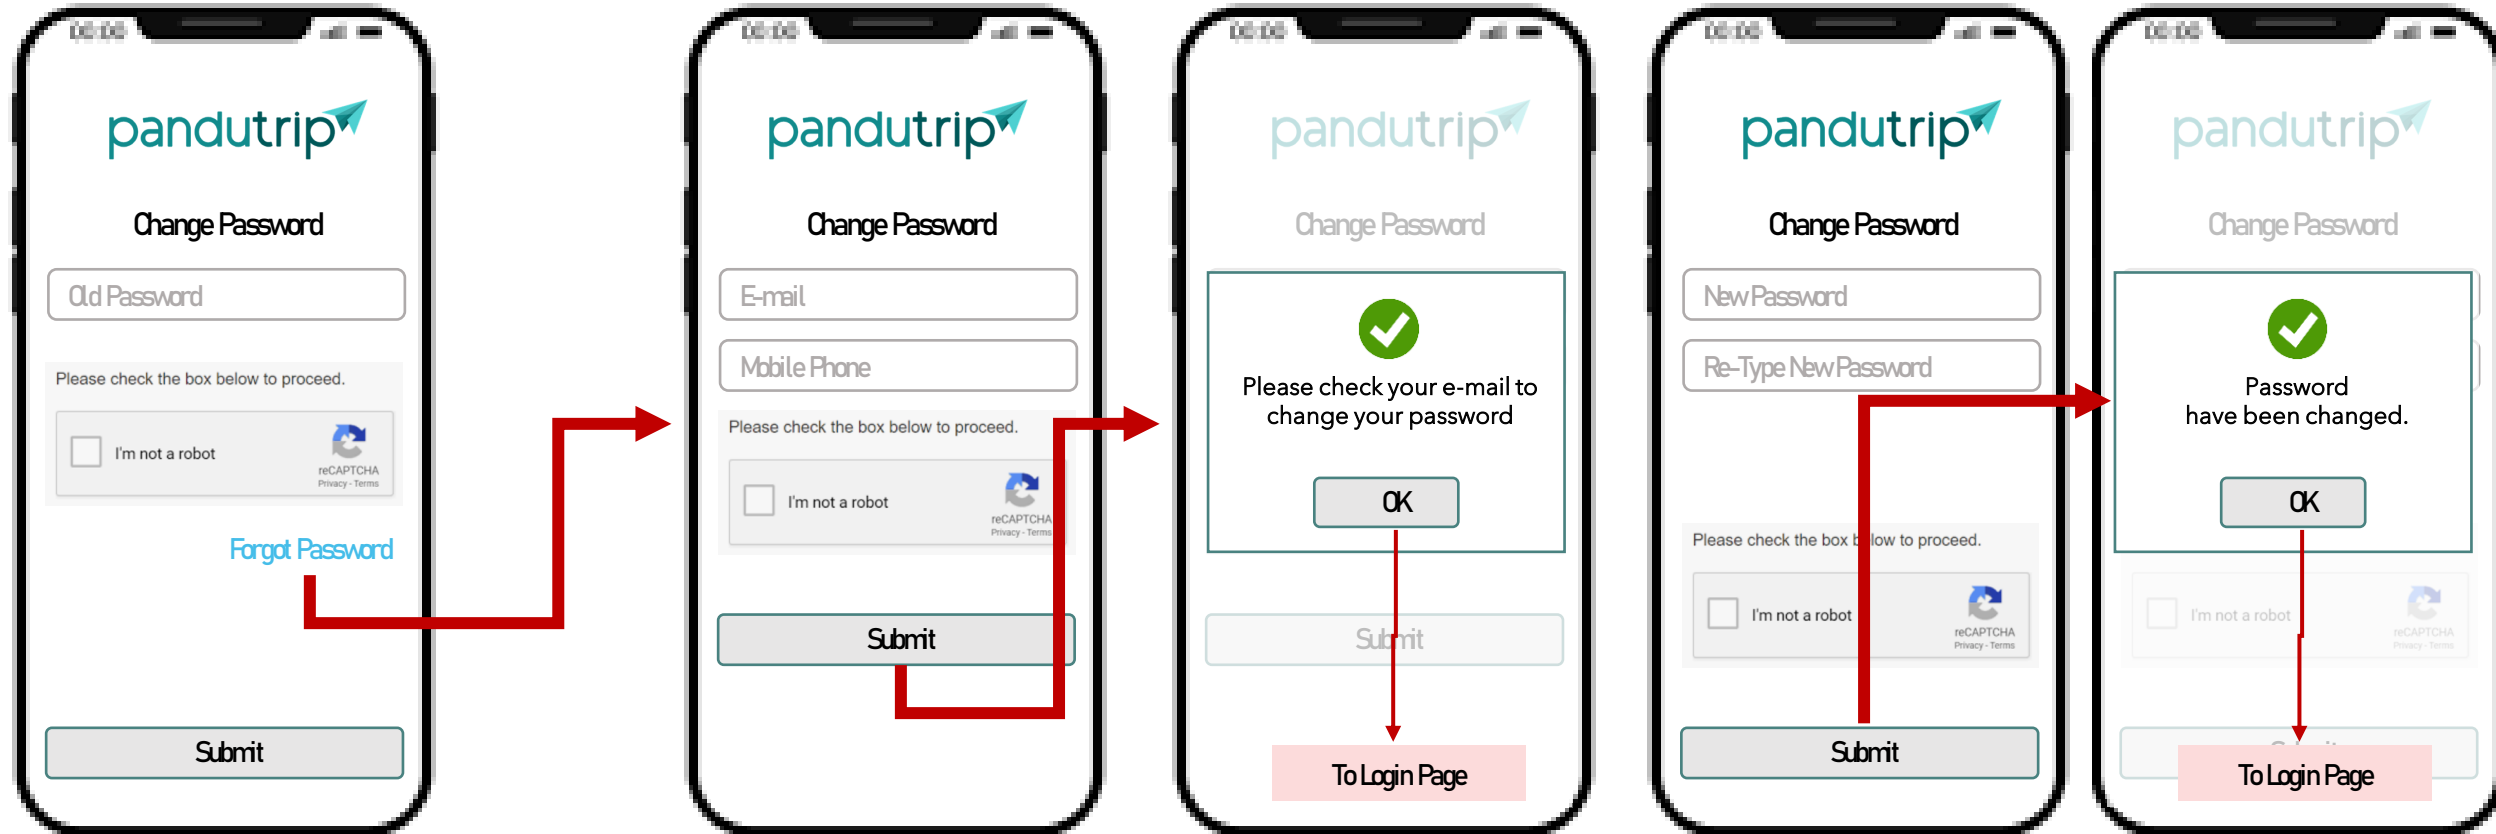 00:00
pandutrip
Change Password
Old Password
Please check the box below to proceed.
I'm not a robot
reCAPTCHA
Privacy - Terms
Forgot Password
Submit
00:00
pandutrip
Change Password
E-mail
Mobile Phone
Please check the box below to proceed.
I'm not a robot
reCAPTCHA
Privacy - Terms
Submit
00:00
pandutrip
Change Password
Please check your e-mail to
change your password
OK
Submit
To Login Page
00:00
pandutrip
Change Password
New Password
Re-Type New Password
Please check the box below to proceed.
I'm not a robot
reCAPTCHA
Privacy - Terms
Submit
00:00
pandutrip
Change Password
Password
have been changed.
OK
I'm not a robot
reCAPTCHA
Privacy - Terms
To Login Page